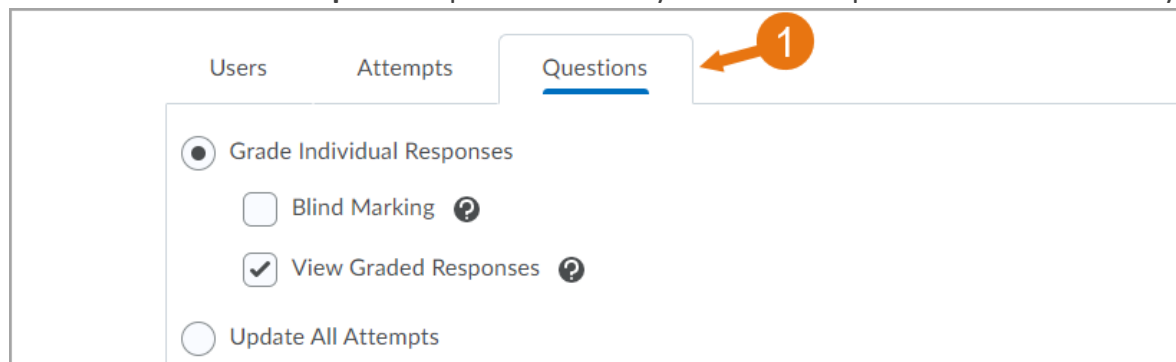 Users Attempts Questions 1
Grade Individual Responses
Blind Marking ?
View Graded Responses ?
Update All Attempts